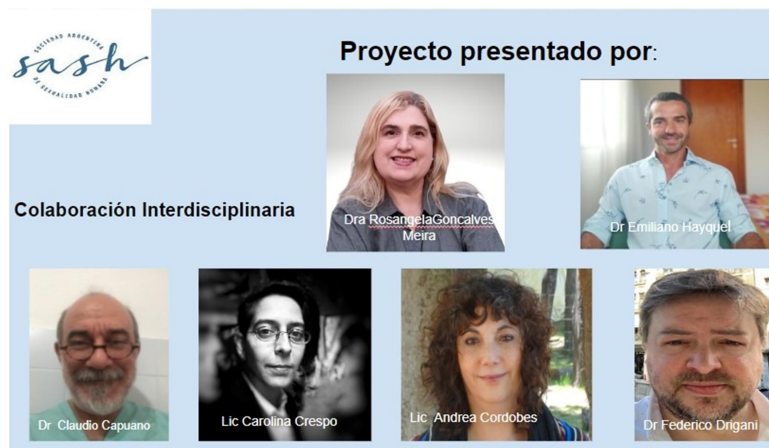 SOCIEDAD ARGENTINA
sash
DE SEXUALIDAD HUMANA
Proyecto presentado por:
Dra RosangelaGoncalves
Meira
Dr Emiliano Hayquel
Colaboración Interdisciplinaria
Dr Claudio Capuano
Lic Carolina Crespo
Lic Andrea Cordobes
Dr Federico Drigani